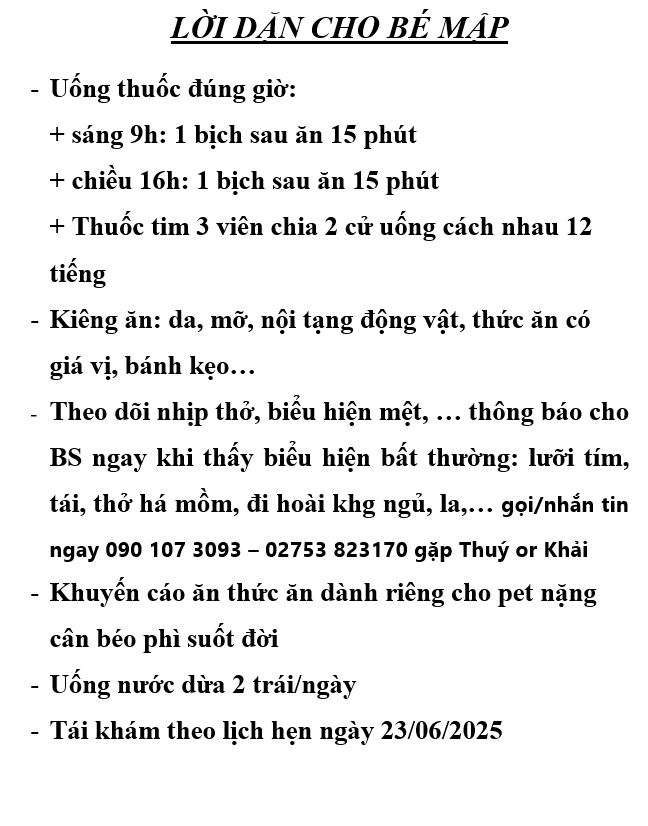 LỜI DẶN CHO BÉ MẬP
- Uống thuốc đúng giờ:
+ sáng 9h: 1 bịch sau ăn 15 phút
+ chiều 16h: 1 bịch sau ăn 15 phút
+ Thuốc tim 3 viên chia 2 cử uống cách nhau 12
tiếng
- Kiêng ăn: da, mỡ, nội tạng động vật, thức ăn có
giá vị, bánh kẹo…
- Theo dõi nhịp thở, biểu hiện mệt, … thông báo cho
BS ngay khi thấy biểu hiện bất thường: lưỡi tím,
tái, thở há mồm, đi hoài khg ngủ, la,… gọi/nhắn tin
ngay 090 107 3093 – 02753 823170 gặp Thuý or Khải
- Khuyến cáo ăn thức ăn dành riêng cho pet nặng
cân béo phì suốt đời
- Uống nước dừa 2 trái/ngày
- Tái khám theo lịch hẹn ngày 23/06/2025